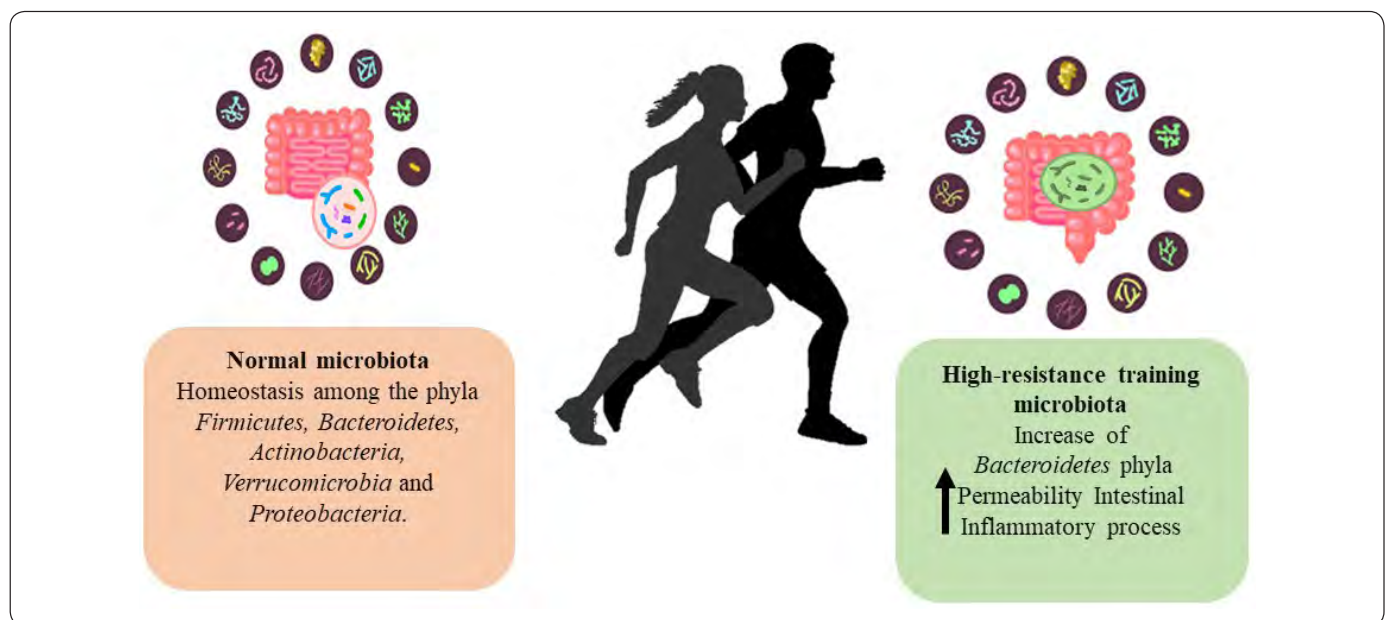 Normal microbiota
Homeostasis among the phyla
Firmicutes, Bacteroidetes,
Actinobacteria,
Verrucomicrobia and
Proteobacteria.
High-resistance training
microbiota
Increase of
Bacteroidetes phyla
Permeability Intestinal
Inflammatory process